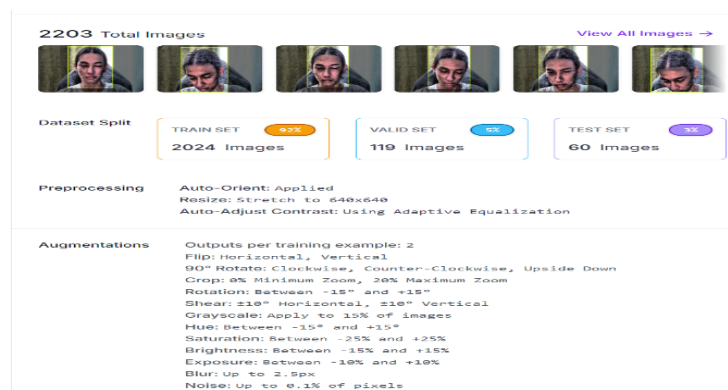 2203 Total Images
View All Images →
Dataset Split
TRAIN SET 92%
2024 Images
VALID SET 5%
119 Images
TEST SET 3%
60 Images
Preprocessing
Auto-Orient: Applied
Resize: Stretch to 640x640
Auto-Adjust Contrast: Using Adaptive Equalization
Augmentations
Outputs per training example: 2
Flip: Horizontal, Vertical
90° Rotate: Clockwise, Counter-Clockwise, Upside Down
Crop: 0% Minimum Zoom, 20% Maximum Zoom
Rotation: Between -15° and +15°
Shear: ±10° Horizontal, ±10° Vertical
Grayscale: Apply to 15% of images
Hue: Between -15° and +15°
Saturation: Between -25% and +25%
Brightness: Between -15% and +15%
Exposure: Between -10% and +10%
Blur: Up to 2.5px
Noise: Up to 0.1% of pixels